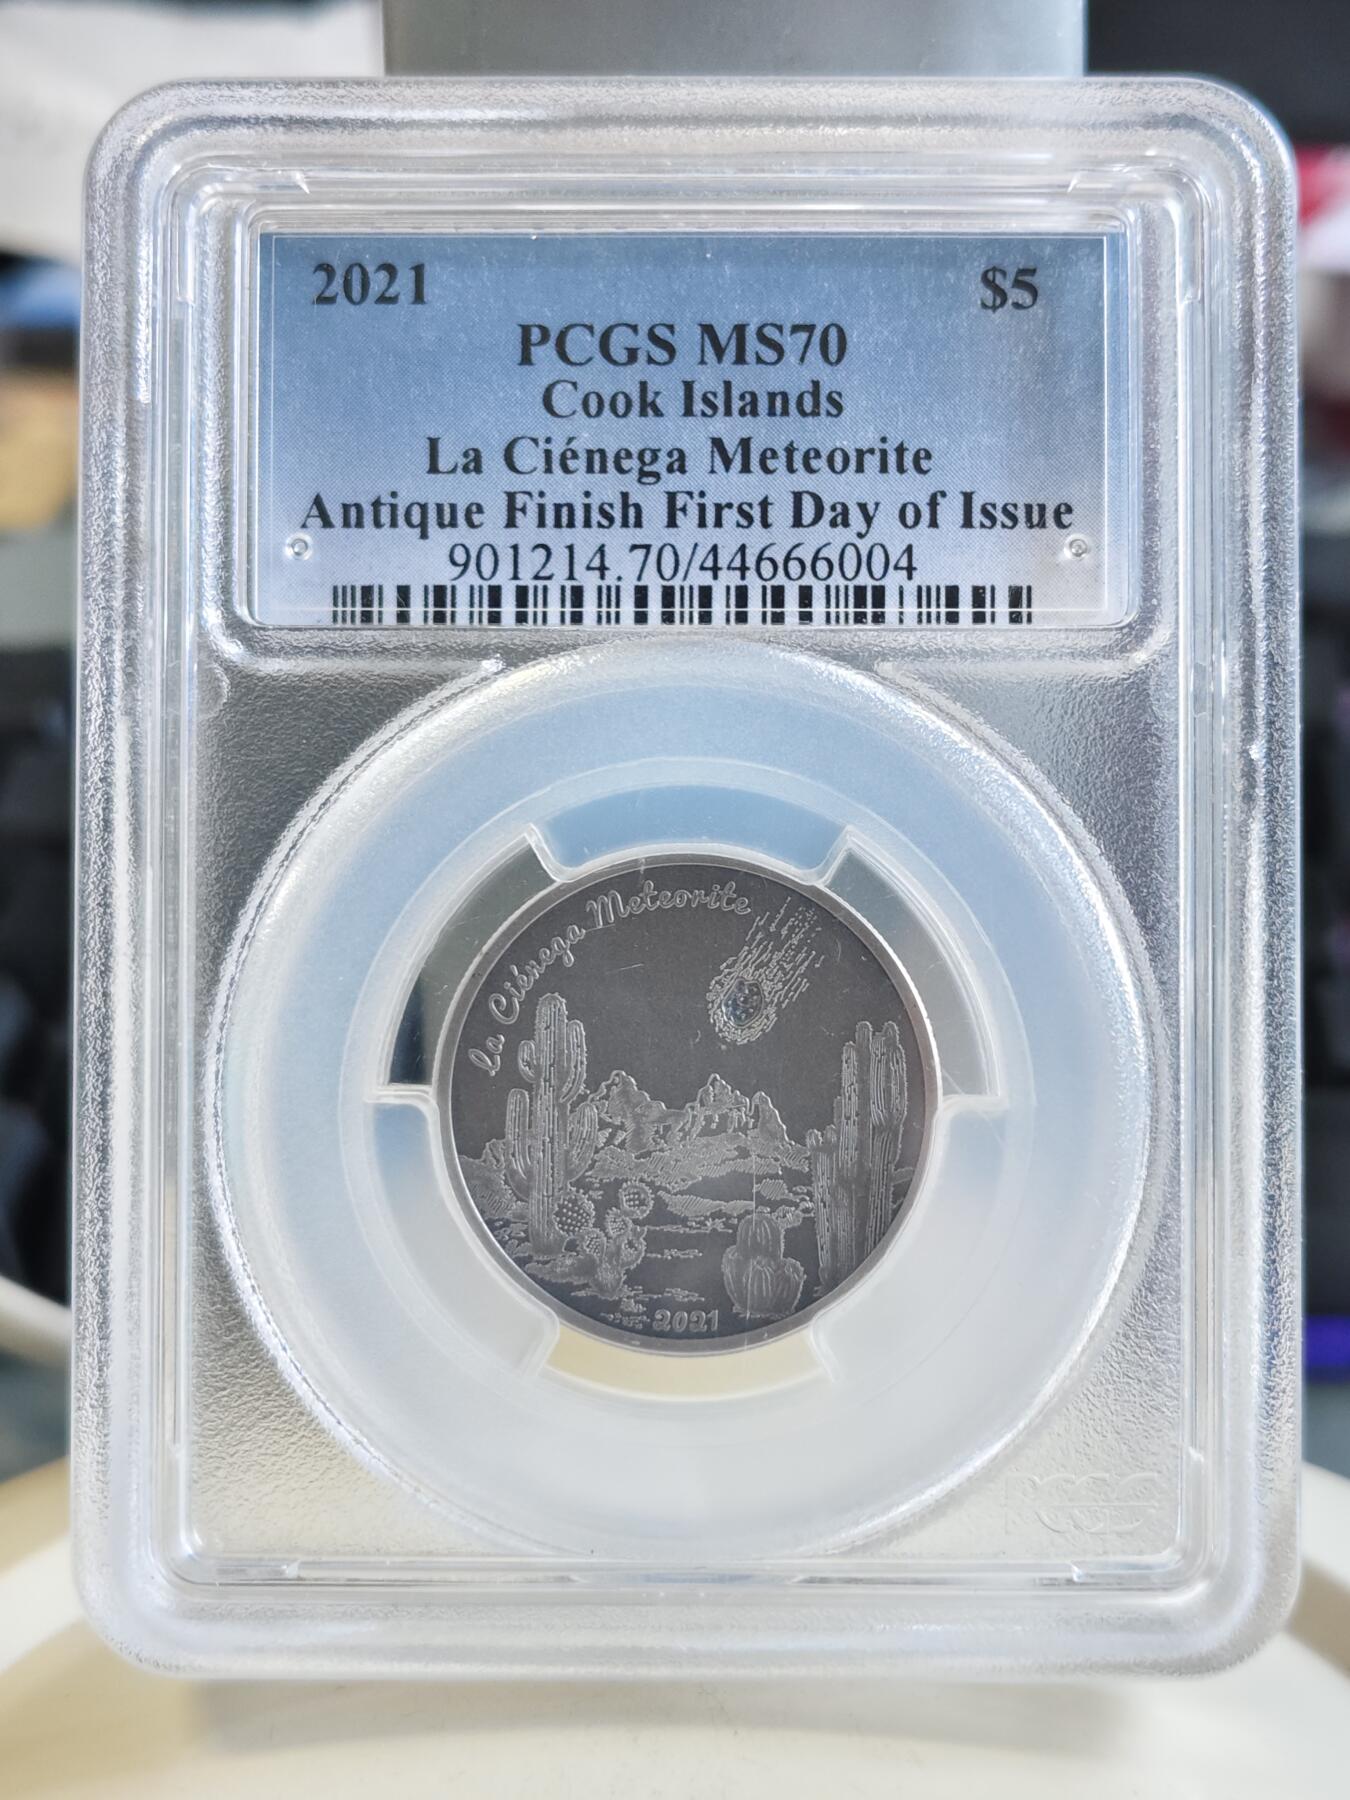 2021 $5
PCGS MS70
Cook Islands
La Ciénega Meteorite
Antique Finish First Day of Issue
901214.70/44666004
La Ciénega Meteorite
2021
PCGS